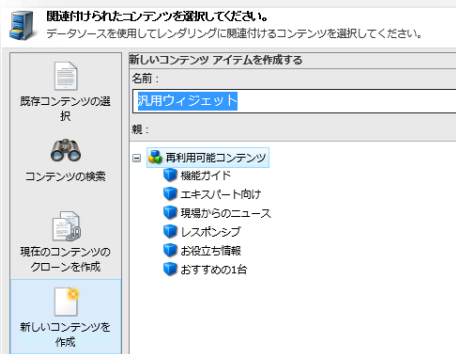 関連付けられたコンテンツを選択してください。
データソースを使用してレンダリングに関連付けるコンテンツを選択してください。
既存コンテンツの選
択
コンテンツの検索
現在のコンテンツの
クローンを作成
新しいコンテンツを
作成
新しいコンテンツ アイテムを作成する
名前：
汎用ウィジェット
親：
再利用可能コンテンツ
機能ガイド
エキスパート向け
現場からのニュース
レスポンシブ
お役立ち情報
おすすめの1台